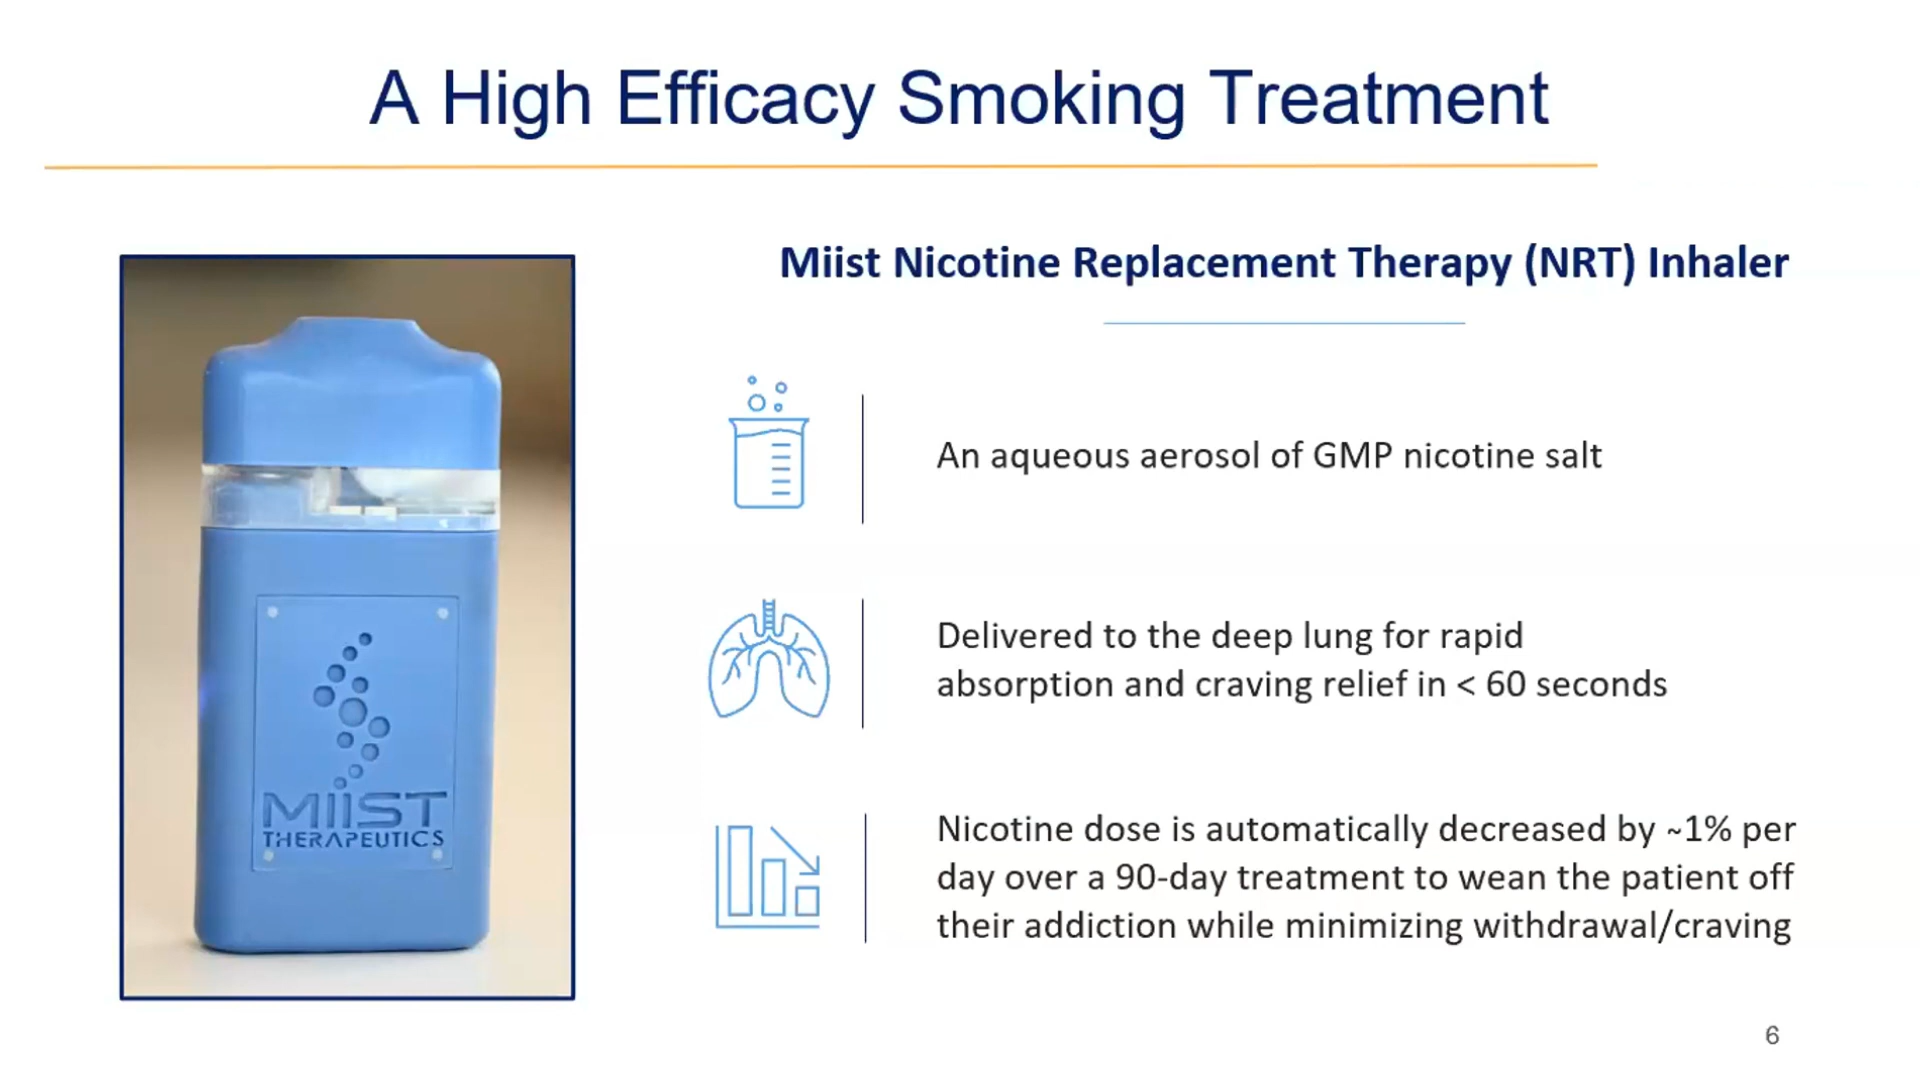 A High Efficacy Smoking Treatment
Miist Nicotine Replacement Therapy (NRT) Inhaler
An aqueous aerosol of GMP nicotine salt
Delivered to the deep lung for rapid
absorption and craving relief in < 60 seconds
MiiST
THERAPEUTICS
Nicotine dose is automatically decreased by ~1% per
day over a 90-day treatment to wean the patient off
their addiction while minimizing withdrawal/craving
6